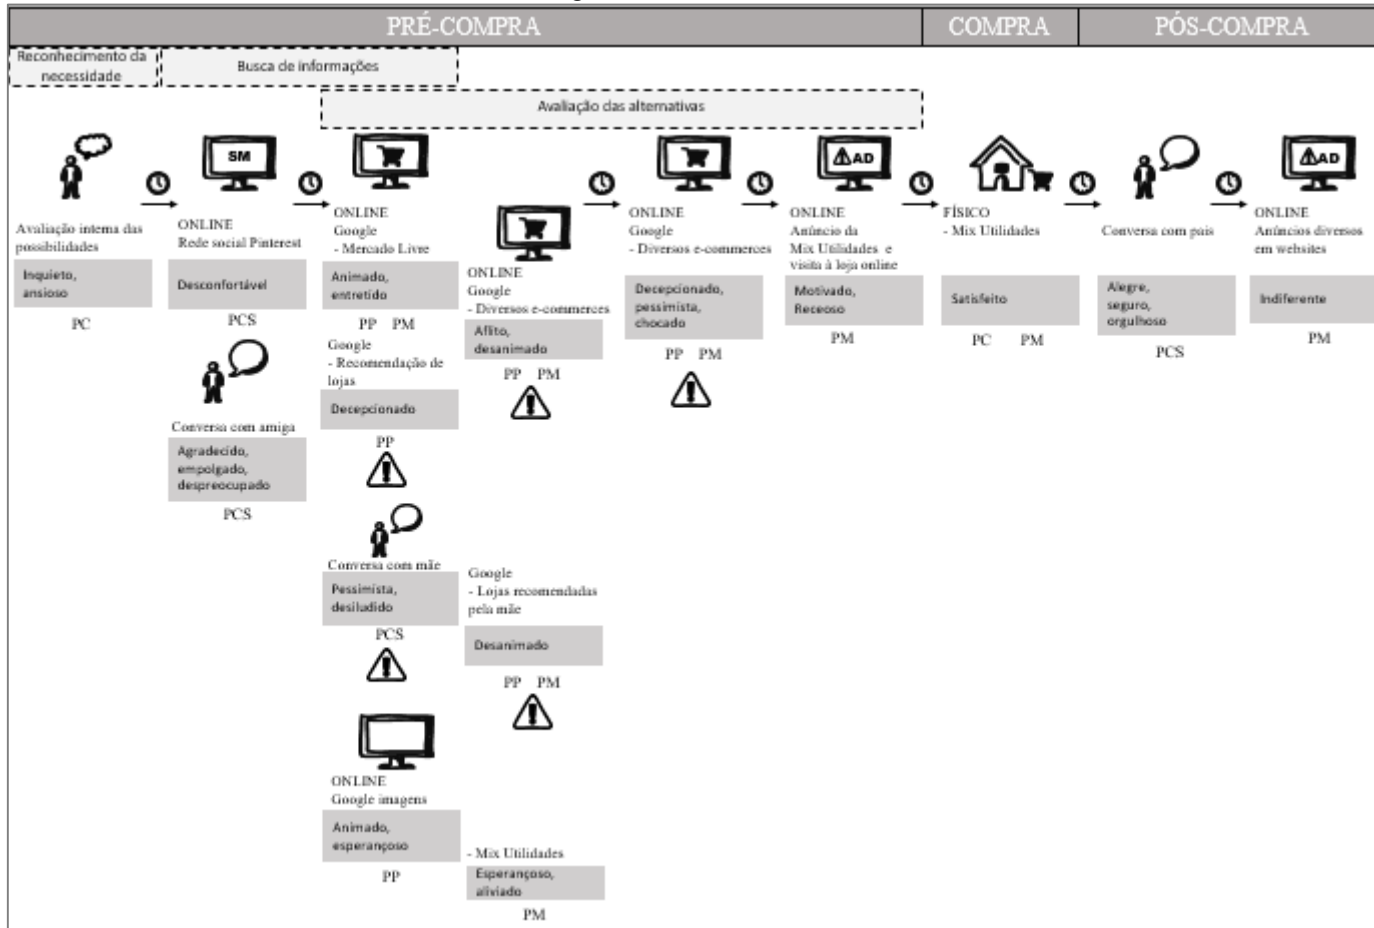 PRÉ-COMPRA
COMPRA
PÓS-COMPRA
Reconhecimento da
necessidade
Busca de informações
Avaliação das alternativas
Avaliação interna das
possibilidades
Inquieto,
ansioso
PC
SM
ONLINE
Rede social Pinterest
Desconfortável
PCS
Conversa com amiga
Agradecido,
empolgado,
despreocupado
PCS
ONLINE
Google
- Mercado Livre
Animado,
entretido
PP PM
Google
- Recomendação de
lojas
Decepcionado
PP
Conversa com mãe
Pessimista,
desiludido
PCS
ONLINE
Google imagens
Animado,
esperançoso
PP
ONLINE
Google
- Diversos e-commerces
Aflito,
desanimado
PP PM
Google
- Lojas recomendadas
pela mãe
Desanimado
PP PM
- Mix Utilidades
Esperançoso,
aliviado
PM
ONLINE
Google
- Diversos e-commerces
Decepcionado,
pessimista,
chocado
PP PM
AD
ONLINE
Anúncio da
Mix Utilidades e
visita à loja online
Motivado,
Receoso
PM
FÍSICO
- Mix Utilidades
Satisfeito
PC PM
Conversa com pais
Alegre,
seguro,
orgulhoso
PCS
AD
ONLINE
Anúncios diversos
em websites
Indiferente
PM